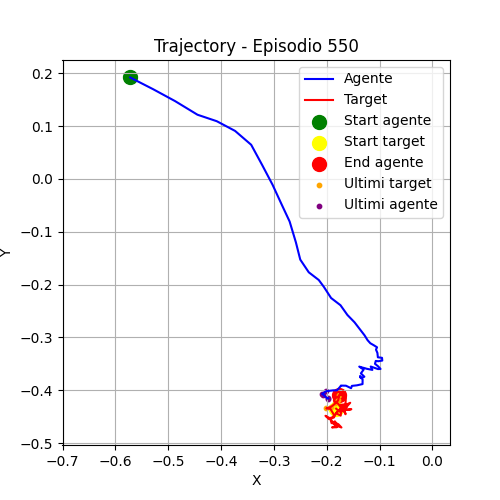 Trajectory - Episodio 550
Agente
Target
Start agente
Start target
End agente
Ultimi target
Ultimi agente
0.2
0.1
0.0
−0.1
−0.2
−0.3
−0.4
−0.5
Y
−0.7 −0.6 −0.5 −0.4 −0.3 −0.2 −0.1 0.0
X